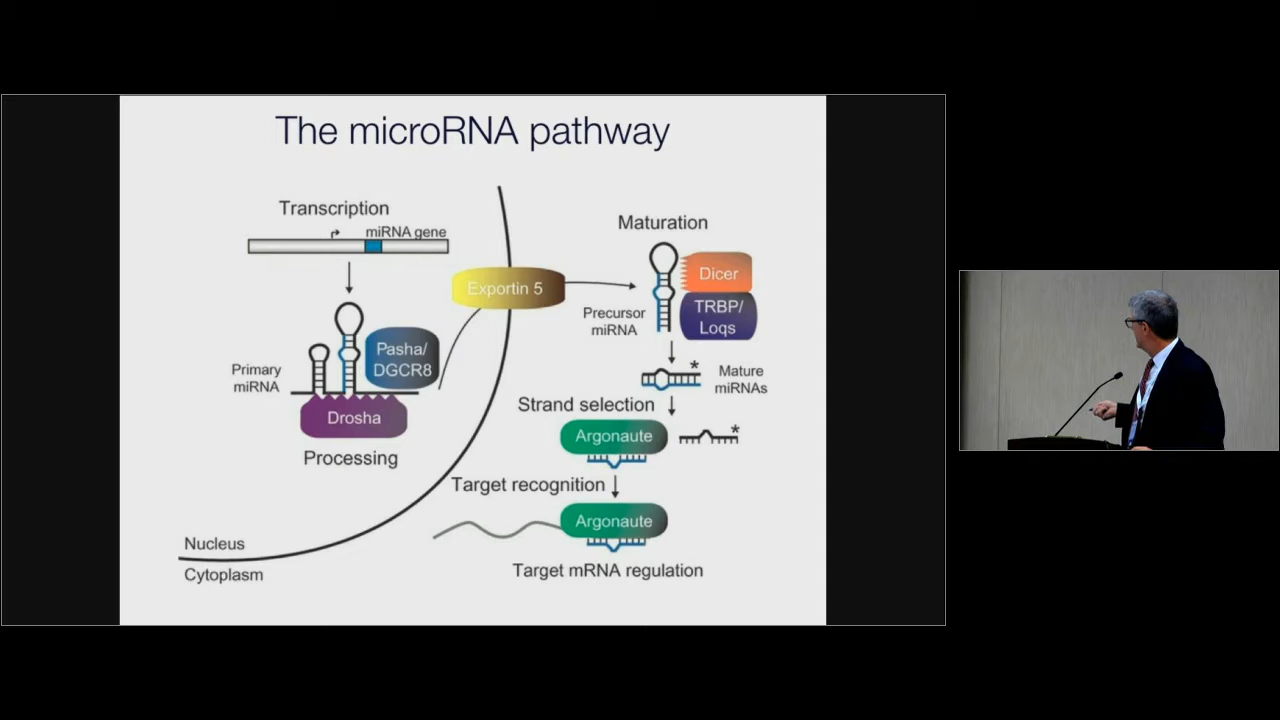 The microRNA pathway
Transcription
miRNA gene
Primary
miRNA
Pasha/
DGCR8
Drosha
Processing
Exportin 5
Nucleus
Cytoplasm
Maturation
Dicer
TRBP/
Loqs
Precursor
miRNA
*
Mature
miRNAs
Strand selection
Argonaute
*
Target recognition
Argonaute
Target mRNA regulation